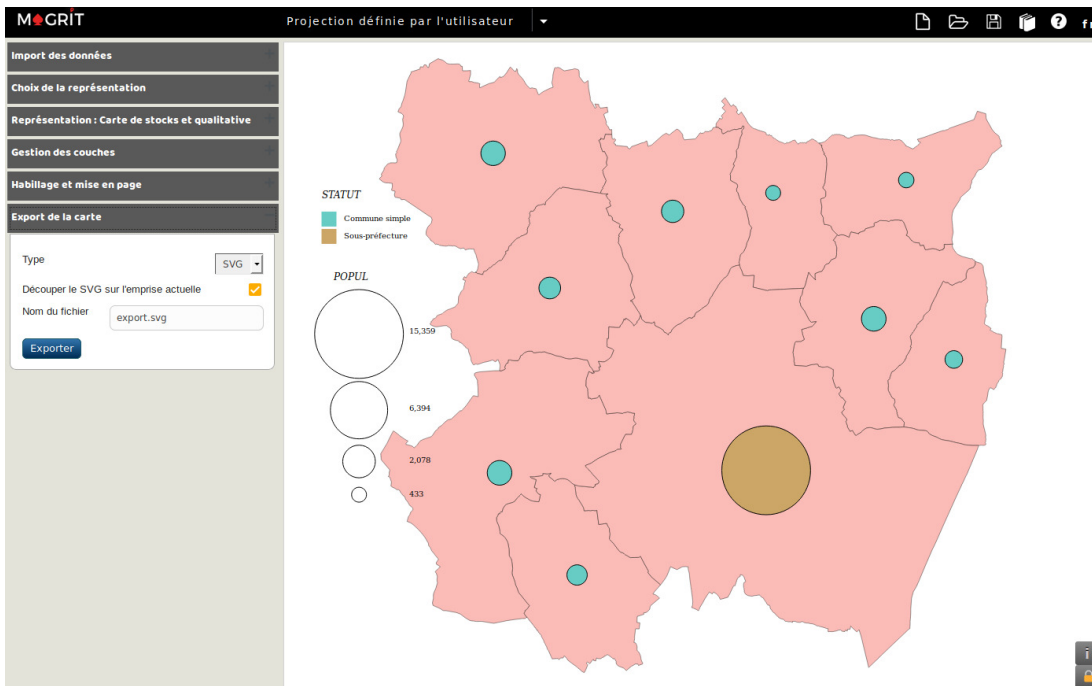 MAGRIT
Projection définie par l'utilisateur
?
Import des données
Choix de la représentation
Représentation : Carte de stocks et qualitative
Gestion des couches
Habillage et mise en page
Export de la carte
Type
SVG
Découper le SVG sur l'emprise actuelle
Nom du fichier
export.svg
Exporter
STATUT
Commune simple
Sous-préfecture
POPUL
15,359
6,394
2,078
433
i